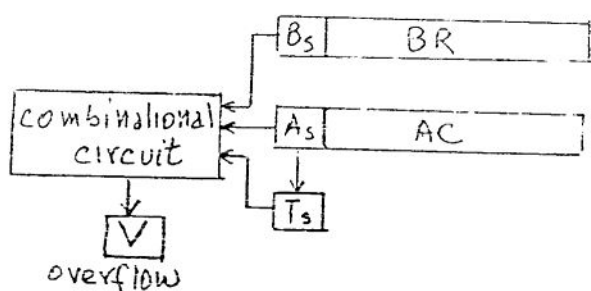 Bs BR
combinational
circuit
As AC
Ts
V
overflow